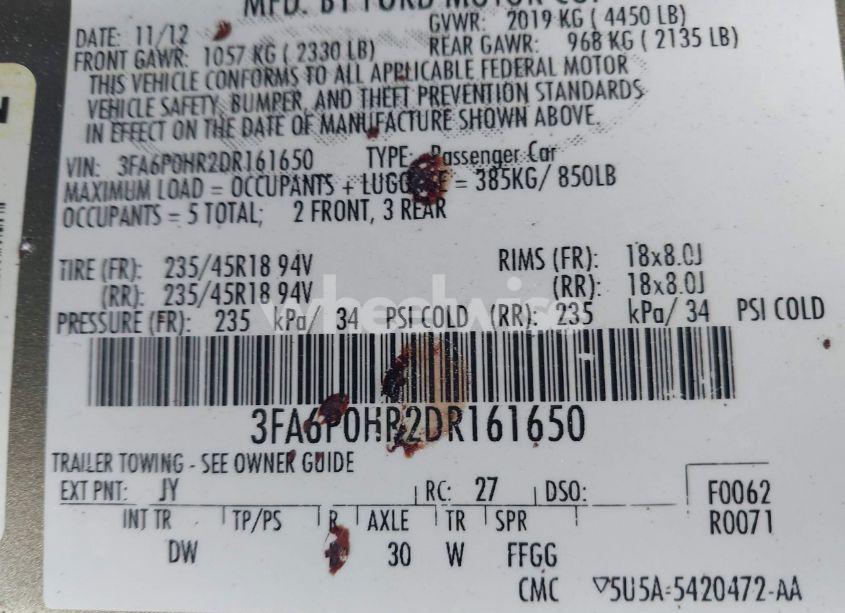 MFD. BY FORD MOTOR CO.
DATE: 11/12 GVWR: 2019 KG ( 4450 LB)
FRONT GAWR: 1057 KG ( 2330 LB) REAR GAWR: 968 KG ( 2135 LB)
THIS VEHICLE CONFORMS TO ALL APPLICABLE FEDERAL MOTOR
VEHICLE SAFETY, BUMPER, AND THEFT PREVENTION STANDARDS
IN EFFECT ON THE DATE OF MANUFACTURE SHOWN ABOVE.
VIN: 3FA6P0HR2DR161650 TYPE: Passenger Car
MAXIMUM LOAD = OCCUPANTS + LUGGAGE = 385KG/ 850LB
OCCUPANTS = 5 TOTAL; 2 FRONT, 3 REAR
TIRE (FR): 235/45R18 94V RIMS (FR): 18x8.0J
(RR): 235/45R18 94V (RR): 18x8.0J
wheelwise
PRESSURE (FR): 235 kPa/ 34 PSI COLD (RR): 235 kPa/ 34 PSI COLD
3FA6P0HR2DR161650
TRAILER TOWING - SEE OWNER GUIDE
EXT PNT: JY RC: 27 DSO: F0062
INT TR TP/PS R AXLE TR SPR R0071
DW 30 W FFGG
CMC ▽5U5A-5420472-AA